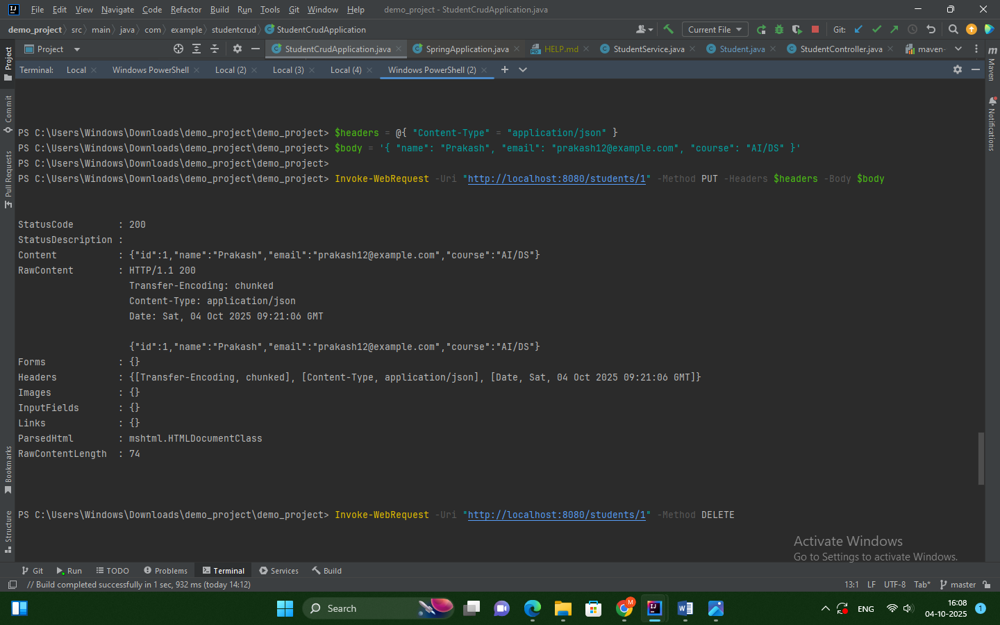 File Edit View Navigate Code Refactor Build Run Tools Git Window Help demo_project - StudentCrudApplication.java
demo_project src main java com example studentcrud StudentCrudApplication Current File Git:
Project StudentCrudApplication.java SpringApplication.java HELP.md StudentService.java Student.java StudentController.java maven-
Terminal: Local Windows PowerShell Local (2) Local (3) Local (4) Windows PowerShell (2)
Project
Commit
Pull Requests
Bookmarks
Structure
Maven
Notifications
PS C:\Users\Windows\Downloads\demo_project\demo_project> $headers = @{ "Content-Type" = "application/json" }
PS C:\Users\Windows\Downloads\demo_project\demo_project> $body = '{ "name": "Prakash", "email": "prakash12@example.com", "course": "AI/DS" }'
PS C:\Users\Windows\Downloads\demo_project\demo_project>
PS C:\Users\Windows\Downloads\demo_project\demo_project> Invoke-WebRequest -Uri "http://localhost:8080/students/1" -Method PUT -Headers $headers -Body $body
StatusCode : 200
StatusDescription :
Content : {"id":1,"name":"Prakash","email":"prakash12@example.com","course":"AI/DS"}
RawContent : HTTP/1.1 200
Transfer-Encoding: chunked
Content-Type: application/json
Date: Sat, 04 Oct 2025 09:21:06 GMT
{"id":1,"name":"Prakash","email":"prakash12@example.com","course":"AI/DS"}
Forms : {}
Headers : {[Transfer-Encoding, chunked], [Content-Type, application/json], [Date, Sat, 04 Oct 2025 09:21:06 GMT]}
Images : {}
InputFields : {}
Links : {}
ParsedHtml : mshtml.HTMLDocumentClass
RawContentLength : 74
PS C:\Users\Windows\Downloads\demo_project\demo_project> Invoke-WebRequest -Uri "http://localhost:8080/students/1" -Method DELETE
Activate Windows
Go to Settings to activate Windows.
Git Run TODO Problems Terminal Services Build
// Build completed successfully in 1 sec, 932 ms (today 14:12) 13:1 LF UTF-8 Tab* master
Search M ENG 16:08 1
04-10-2025